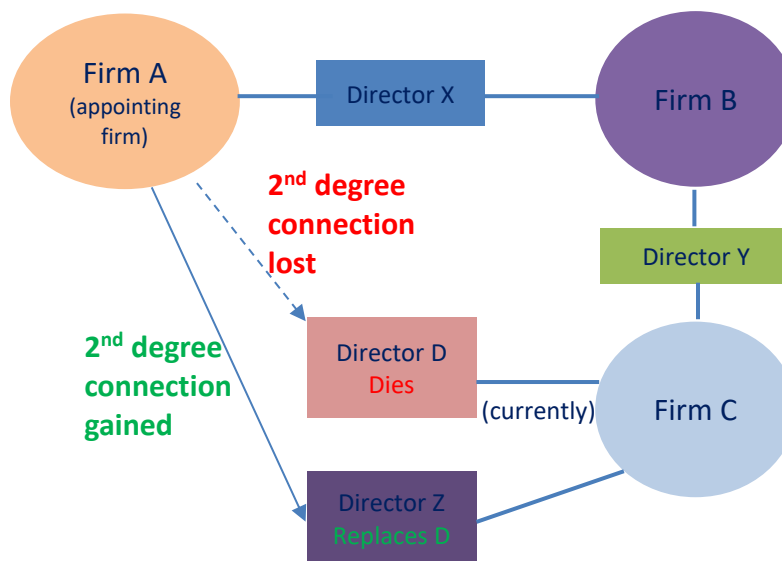 Firm A
(appointing
firm)
Director X
Firm B
2nd degree
connection
lost
Director Y
2nd degree
connection
gained
Director D
Dies
(currently)
Firm C
Director Z
Replaces D